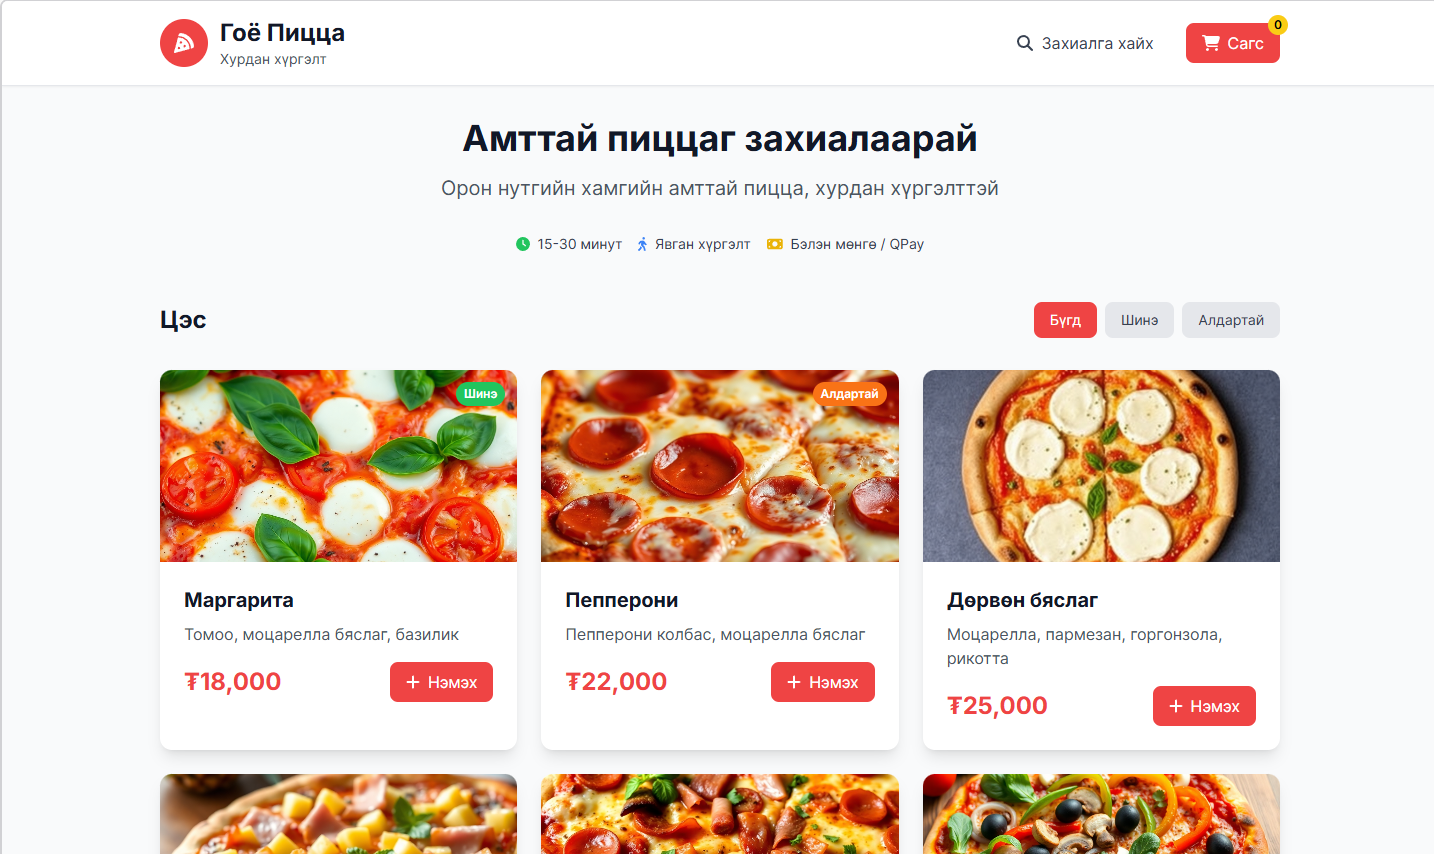 Гоё Пицца
Хурдан хүргэлт
Захиалга хайх
Сагс
0
Амттай пиццаг захиалаарай
Орон нутгийн хамгийн амттай пицца, хурдан хүргэлттэй
15-30 минут
Явган хүргэлт
Бэлэн мөнгө / QPay
Цэс
Бүгд
Шинэ
Алдартай
Шинэ
Маргарита
Томоо, моцарелла бяслаг, базилик
₮18,000
Нэмэх
Алдартай
Пепперони
Пепперони колбас, моцарелла бяслаг
₮22,000
Нэмэх
Дөрвөн бяслаг
Моцарелла, пармезан, горгонзола,
рикотта
₮25,000
Нэмэх